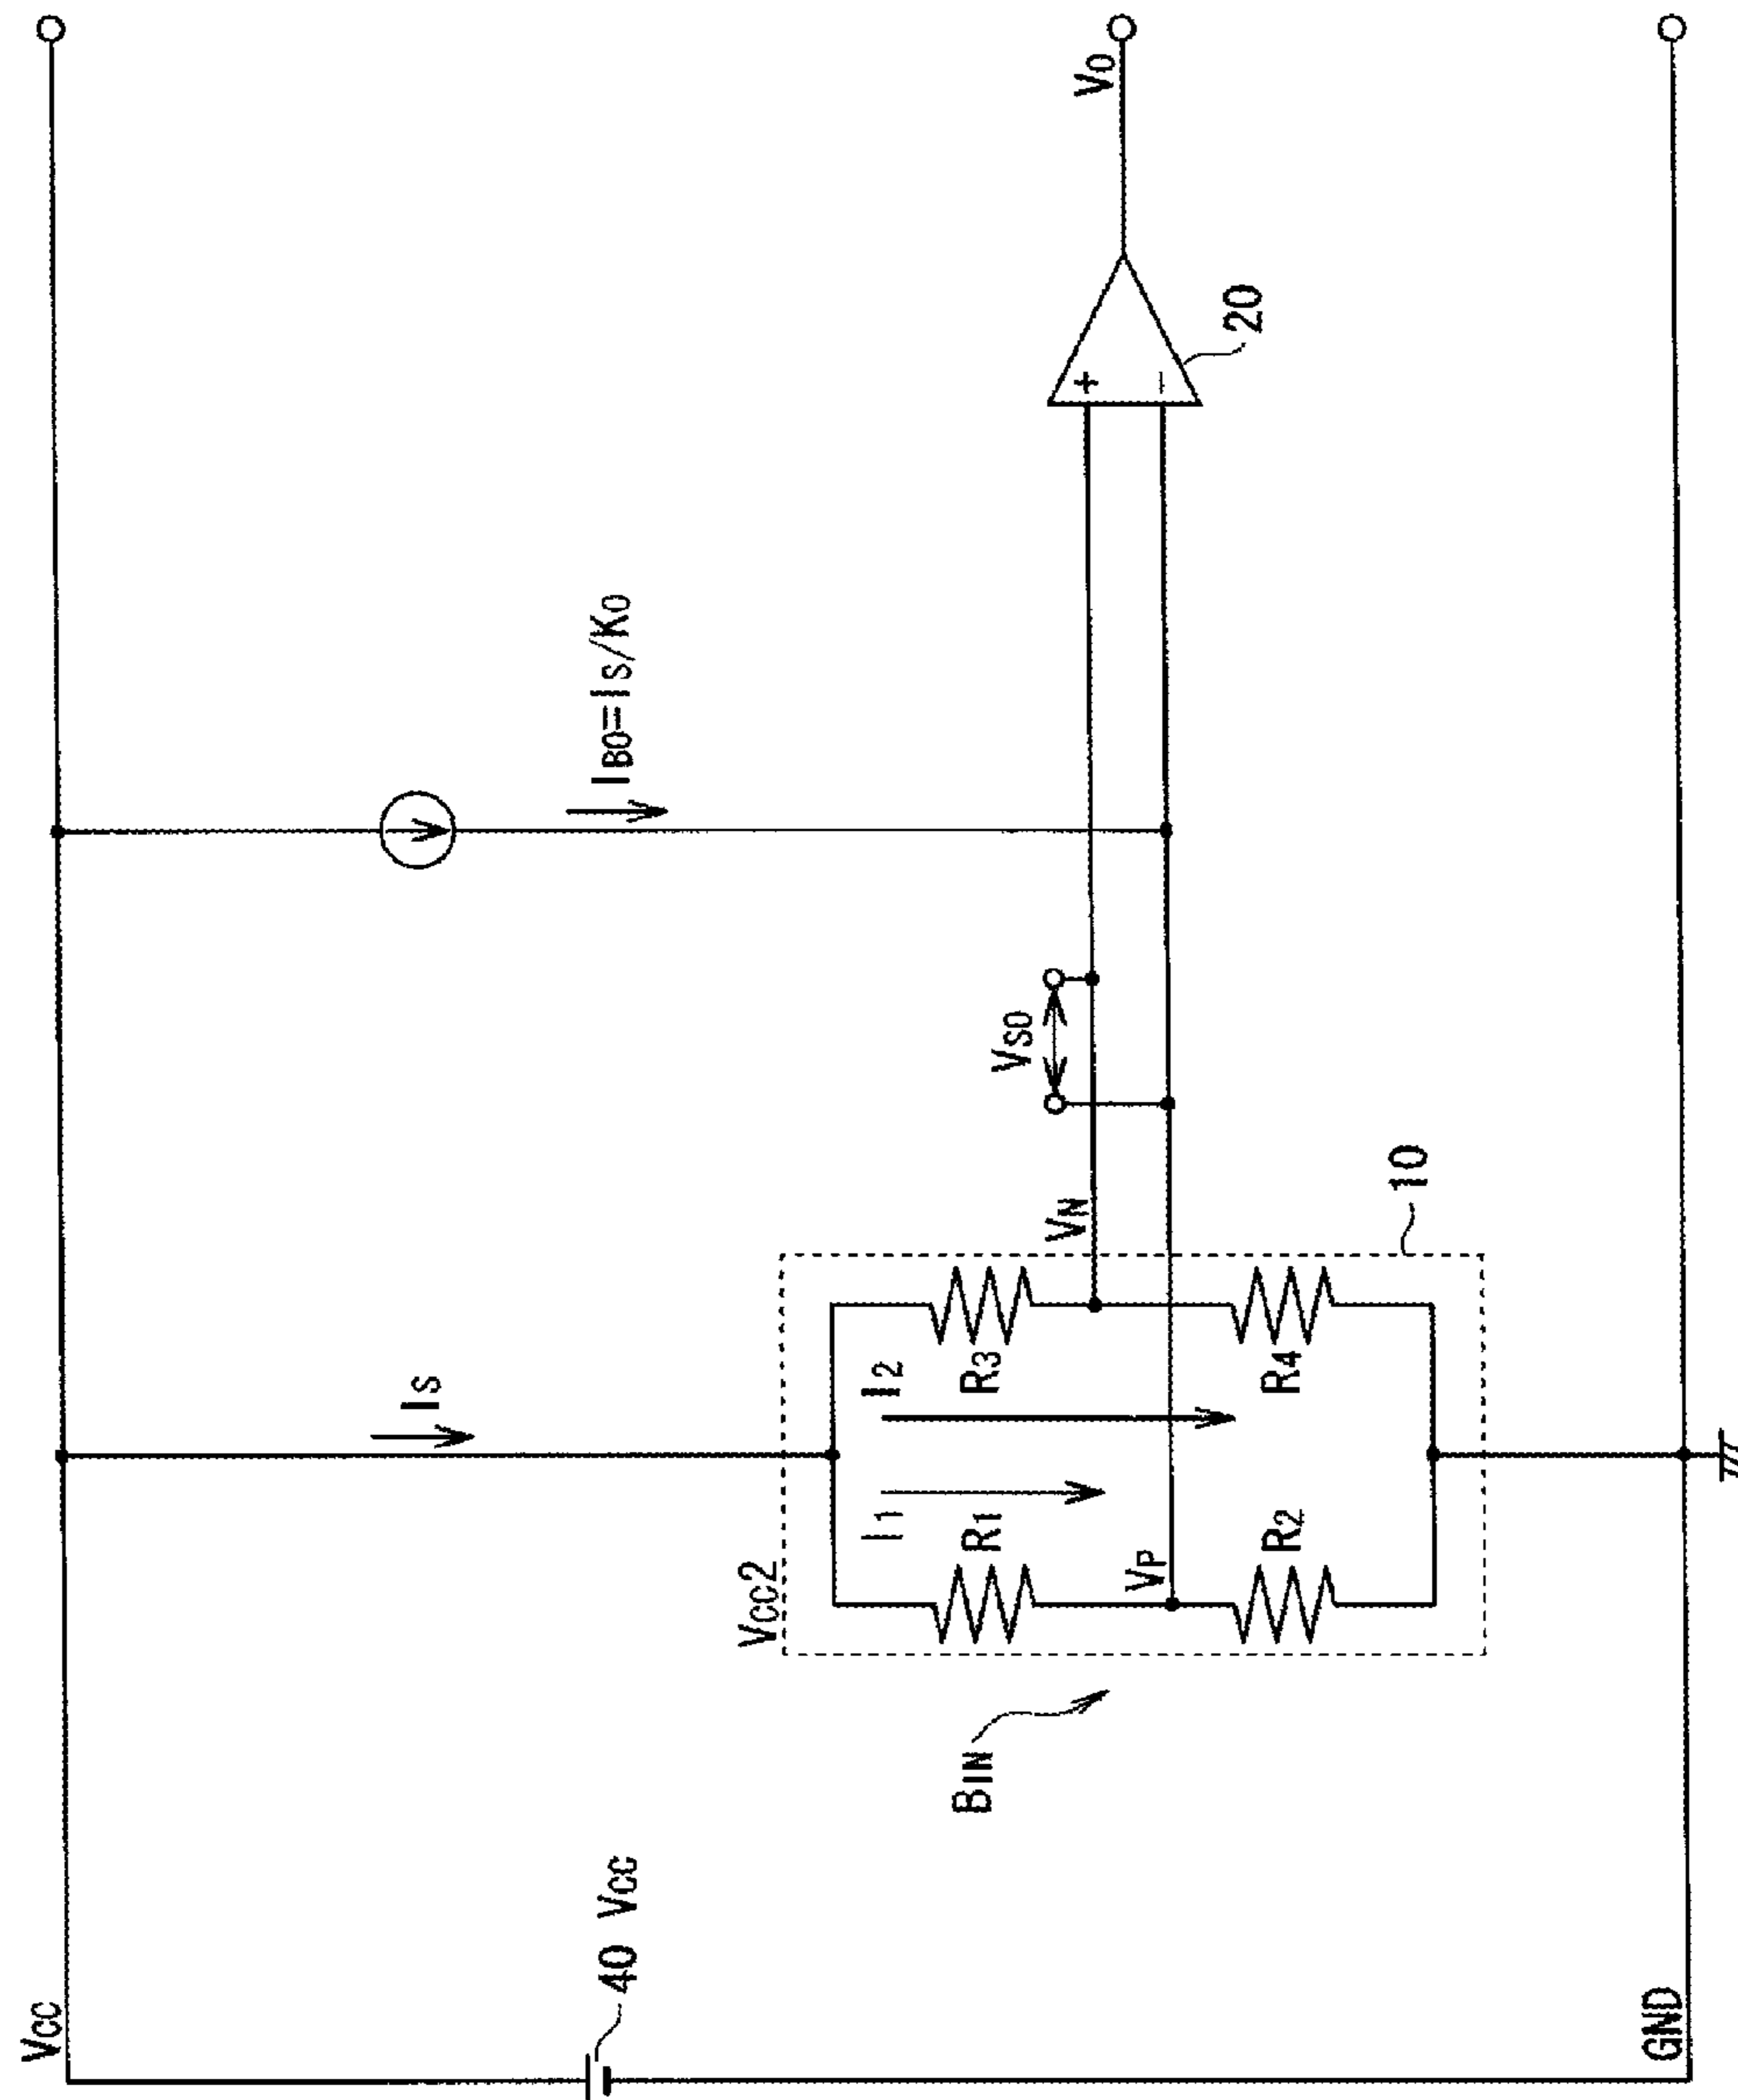 VCC
40 VCC
GND
BIN
VCC2
IS
I1
I2
R1
R3
VP
VN
R2
R4
10
VSO
IBO=IS/KO
+
−
20
VO